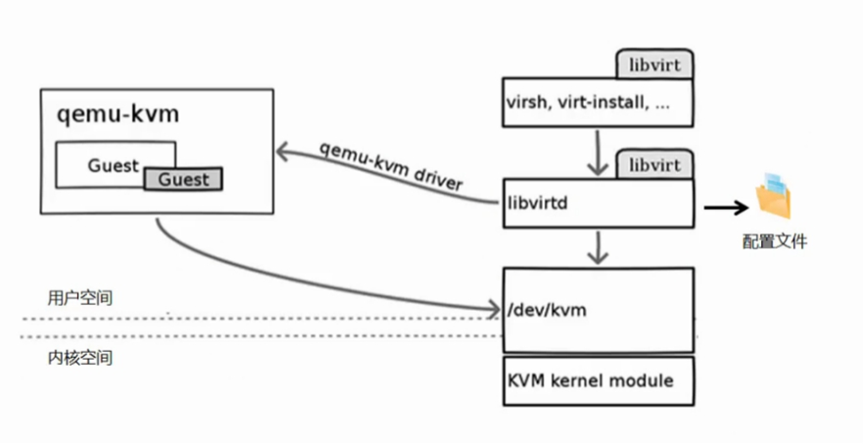 libvirt
virsh, virt-install, ...
qemu-kvm
Guest
Guest
qemu-kvm driver
libvirt
libvirtd
配置文件
用户空间
/dev/kvm
内核空间
KVM kernel module